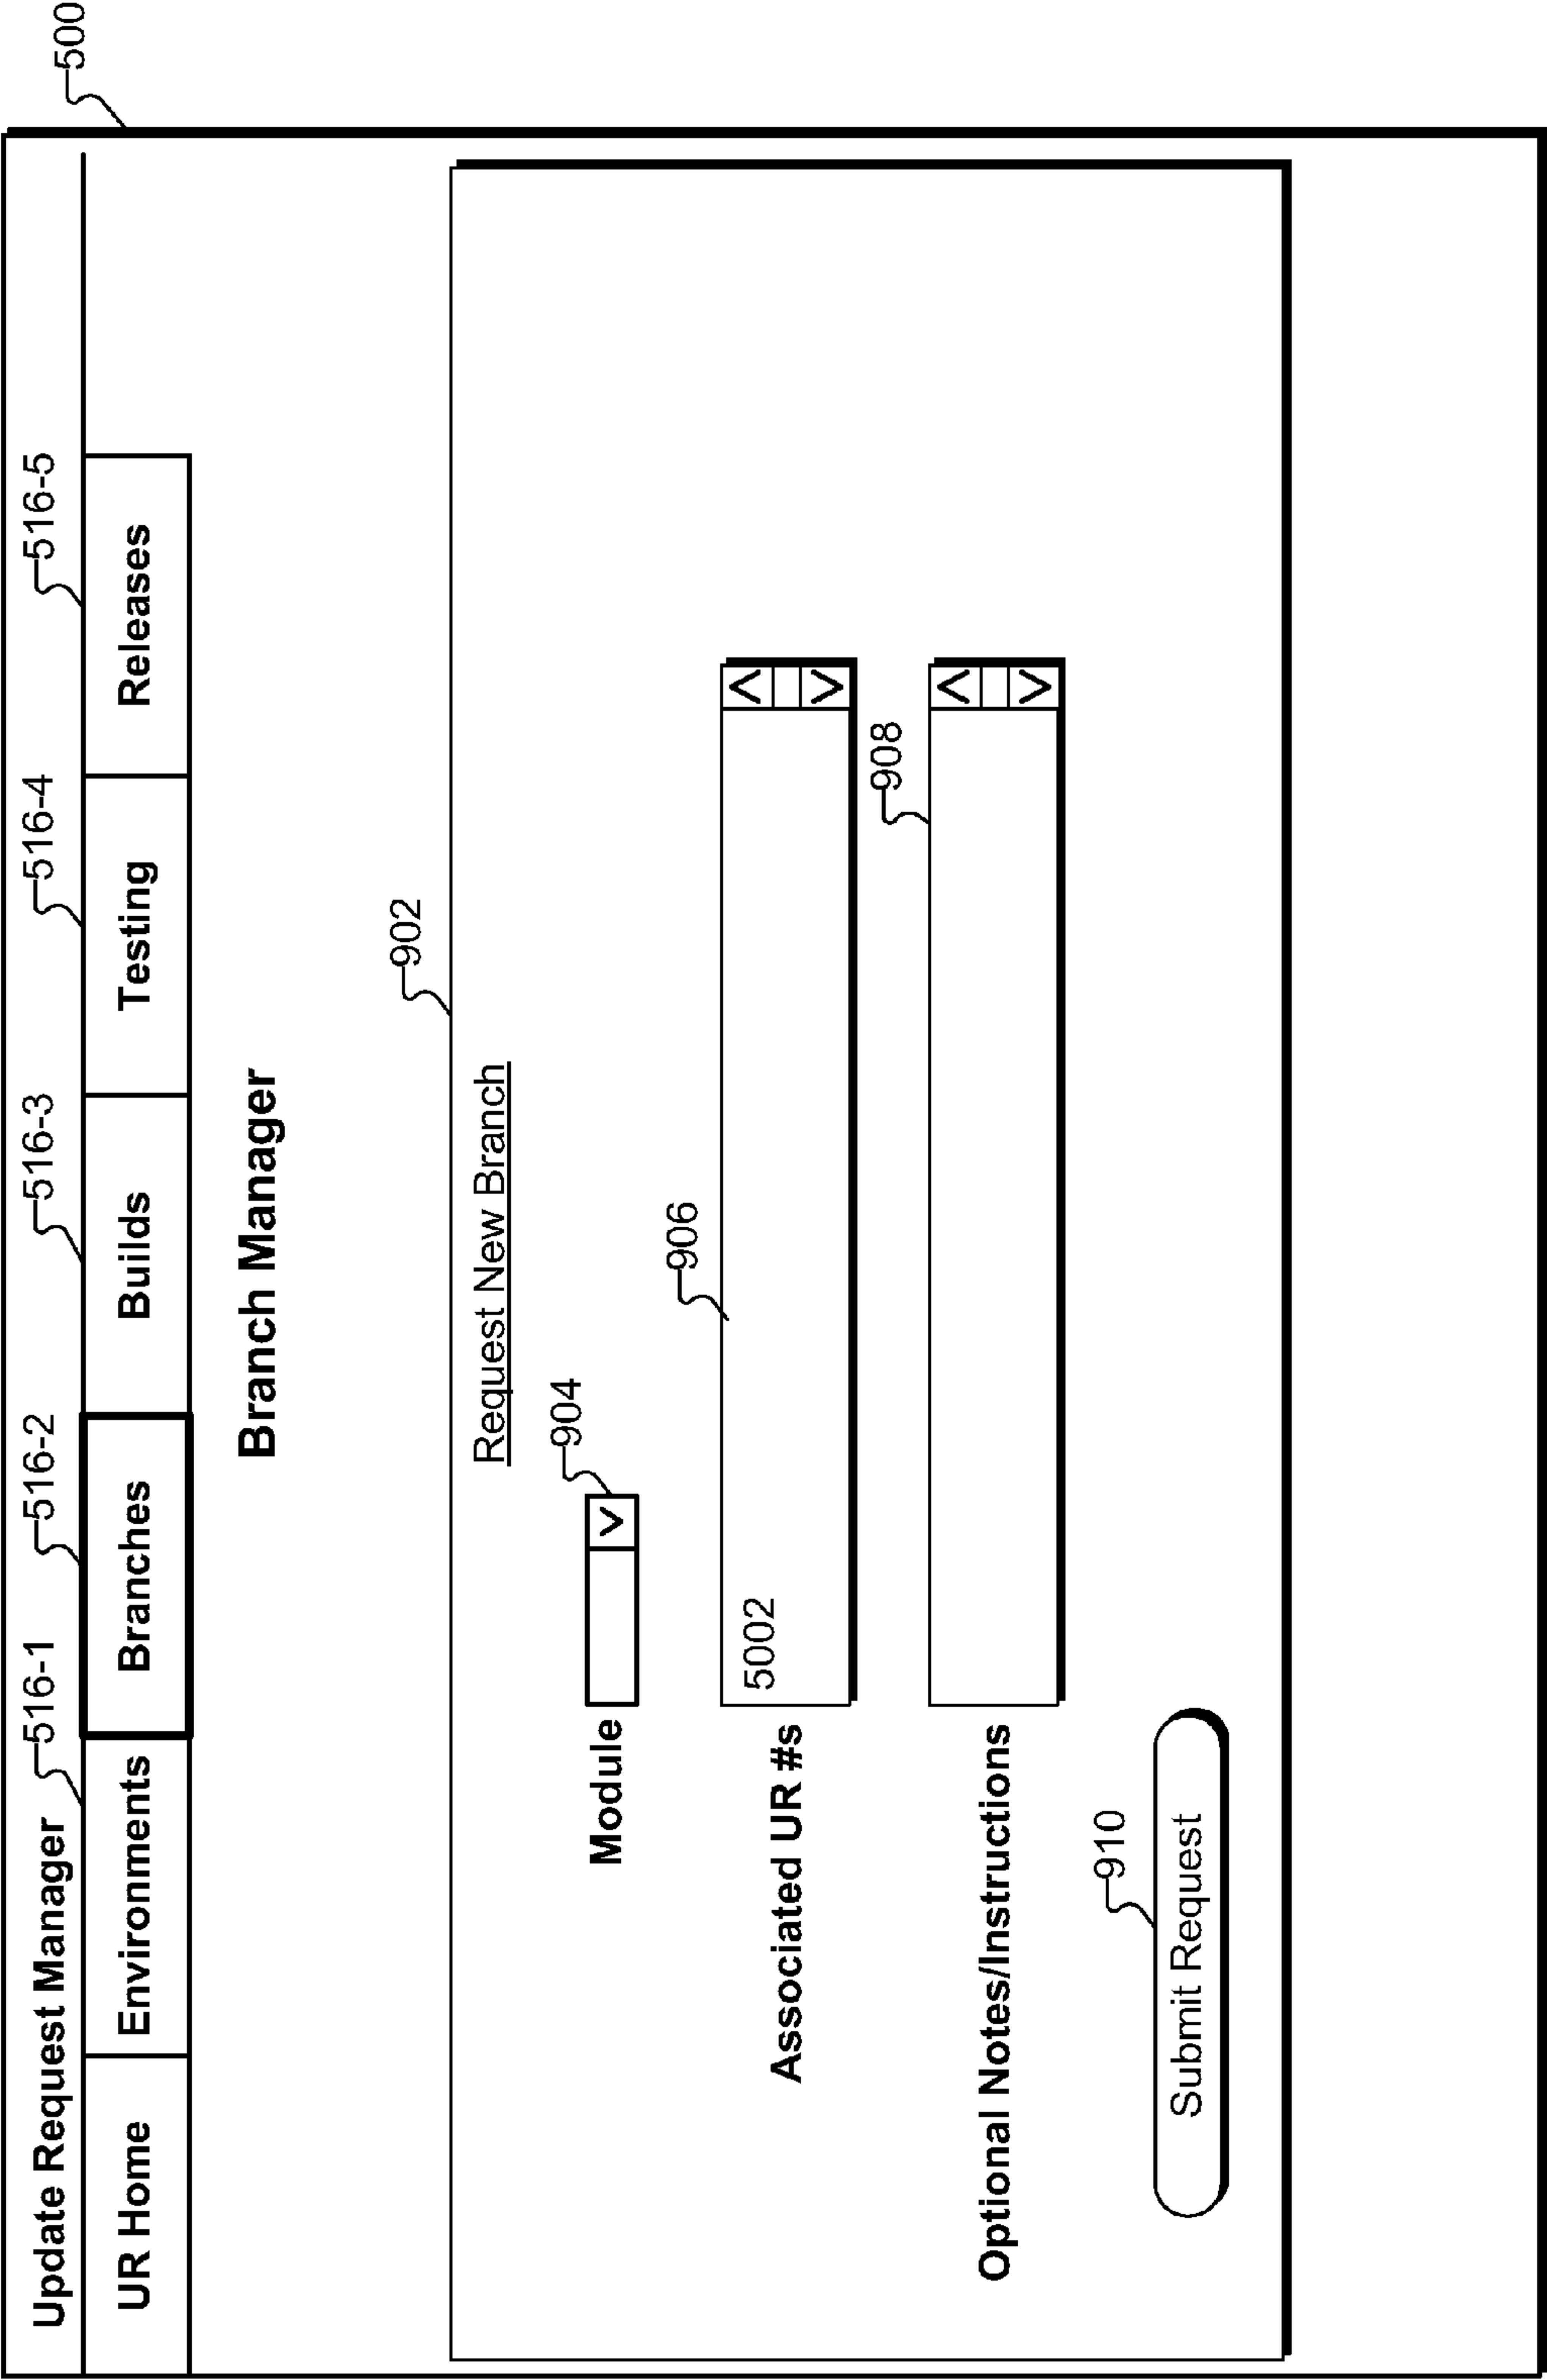 500
Update Request Manager 516-1 516-2 516-3 516-4 516-5
UR Home Environments Branches Builds Testing Releases
Branch Manager
902
Request New Branch
904
Module V
906
Associated UR #s 5002 < >
908
Optional Notes/Instructions < >
910
Submit Request